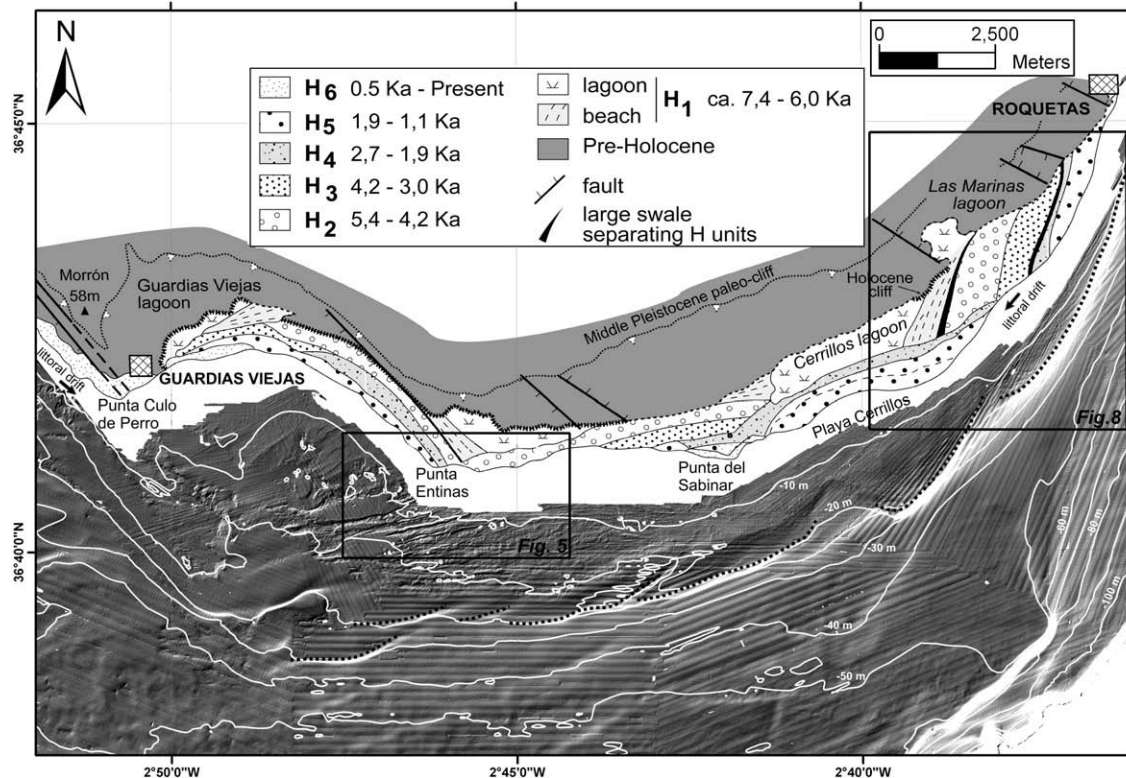 N
0 2,500
Meters
H6 0.5 Ka - Present
H5 1,9 - 1,1 Ka
H4 2,7 - 1,9 Ka
H3 4,2 - 3,0 Ka
H2 5,4 - 4,2 Ka
lagoon
beach
H1 ca. 7,4 - 6,0 Ka
Pre-Holocene
fault
large swale
separating H units
36°45'0"N
36°40'0"N
ROQUETAS
Las Marinas
lagoon
Morrón
58m
Guardias Viejas
lagoon
Middle Pleistocene paleo-cliff
Holocene
cliff
littoral drift
Cerrillos lagoon
littoral drift
GUARDIAS VIEJAS
Punta Culo
de Perro
Playa Cerrillos
Fig.8
Punta
Entinas
Punta del
Sabinar
Fig. 5
-10 m
-20 m
-30 m
-40 m
-50 m
-60 m
-80 m
-100 m
2°50'0"W
2°45'0"W
2°40'0"W